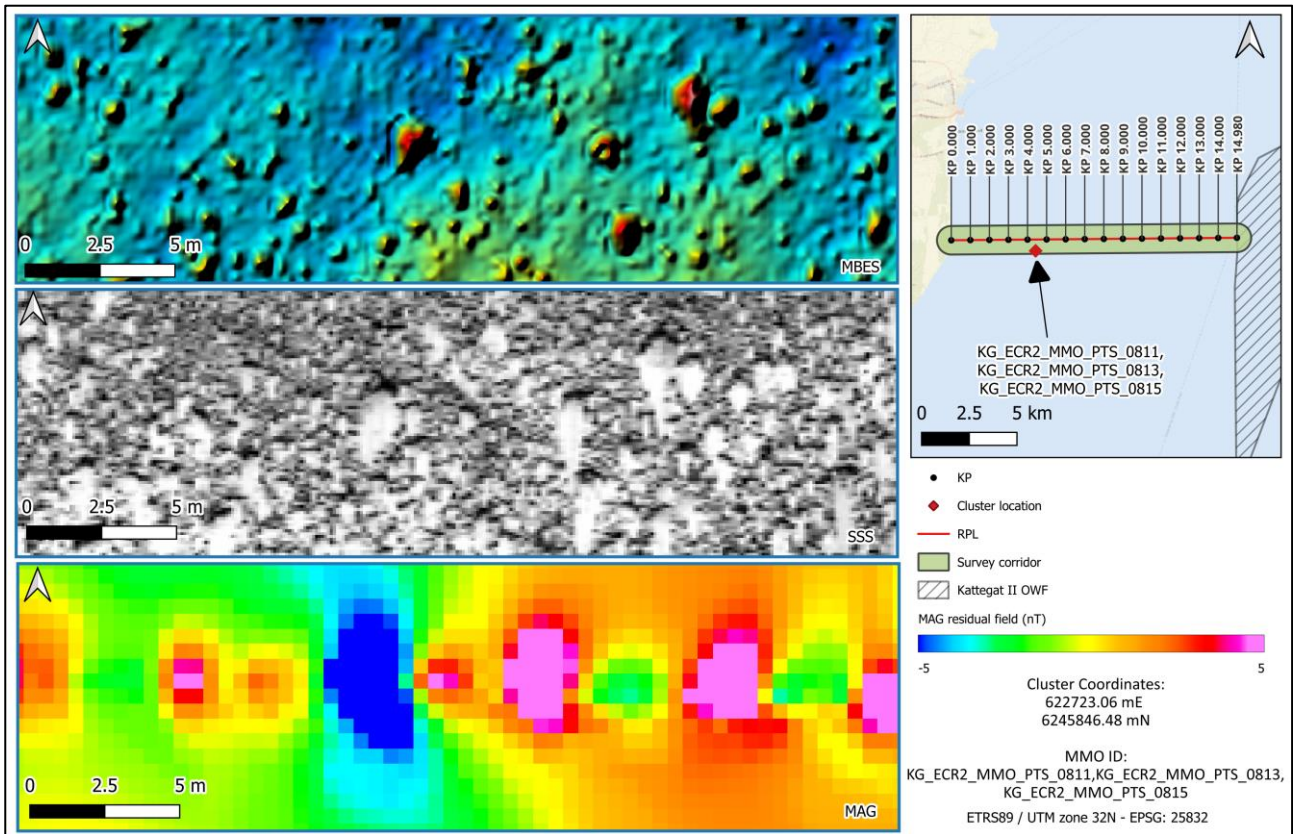 0 2.5 5 m
MBES
0 2.5 5 m
SSS
0 2.5 5 m
MAG
KP 0.000
KP 1.000
KP 2.000
KP 3.000
KP 4.000
KP 5.000
KP 6.000
KP 7.000
KP 8.000
KP 9.000
KP 10.000
KP 11.000
KP 12.000
KP 13.000
KP 14.000
KP 14.980
KG_ECR2_MMO_PTS_0811,
KG_ECR2_MMO_PTS_0813,
KG_ECR2_MMO_PTS_0815
0 2.5 5 km
KP
Cluster location
RPL
Survey corridor
Kattegat II OWF
MAG residual field (nT)
-5 5
Cluster Coordinates:
622723.06 mE
6245846.48 mN
MMO ID:
KG_ECR2_MMO_PTS_0811,KG_ECR2_MMO_PTS_0813,
KG_ECR2_MMO_PTS_0815
ETRS89 / UTM zone 32N - EPSG: 25832